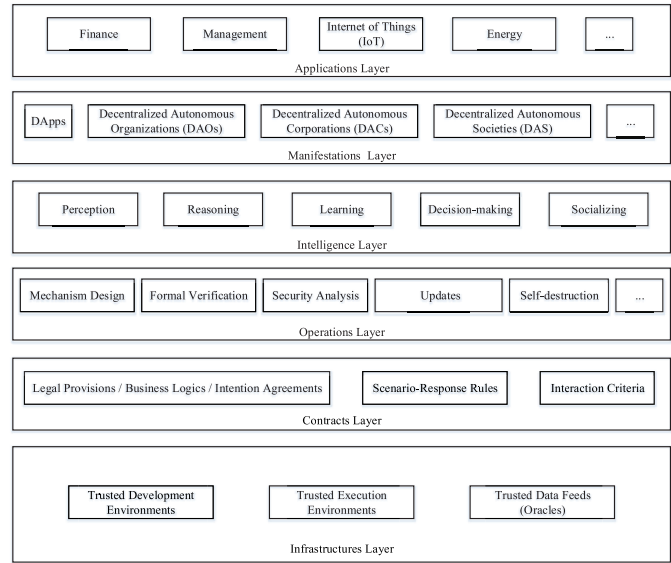 Finance
Management
Internet of Things
(IoT)
Energy
...
Applications Layer
DApps
Decentralized Autonomous
Organizations (DAOs)
Decentralized Autonomous
Corporations (DACs)
Decentralized Autonomous
Societies (DAS)
...
Manifestations Layer
Perception
Reasoning
Learning
Decision-making
Socializing
Intelligence Layer
Mechanism Design
Formal Verification
Security Analysis
Updates
Self-destruction
...
Operations Layer
Legal Provisions / Business Logics / Intention Agreements
Scenario-Response Rules
Interaction Criteria
Contracts Layer
Trusted Development
Environments
Trusted Execution
Environments
Trusted Data Feeds
(Oracles)
Infrastructures Layer